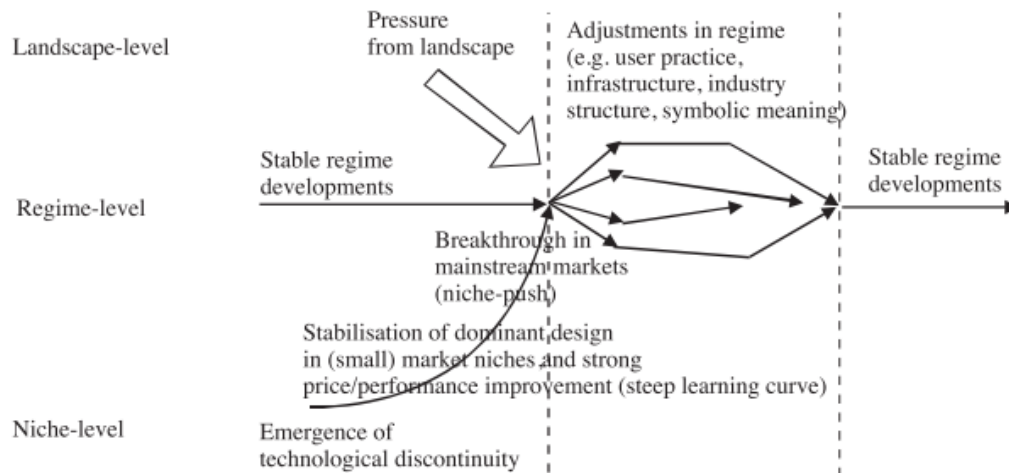 Landscape-level
Pressure
from landscape
Adjustments in regime
(e.g. user practice,
infrastructure, industry
structure, symbolic meaning)
Stable regime
developments
Stable regime
developments
Regime-level
Breakthrough in
mainstream markets
(niche-push)
Stabilisation of dominant design
in (small) market niches and strong
price/performance improvement (steep learning curve)
Niche-level
Emergence of
technological discontinuity